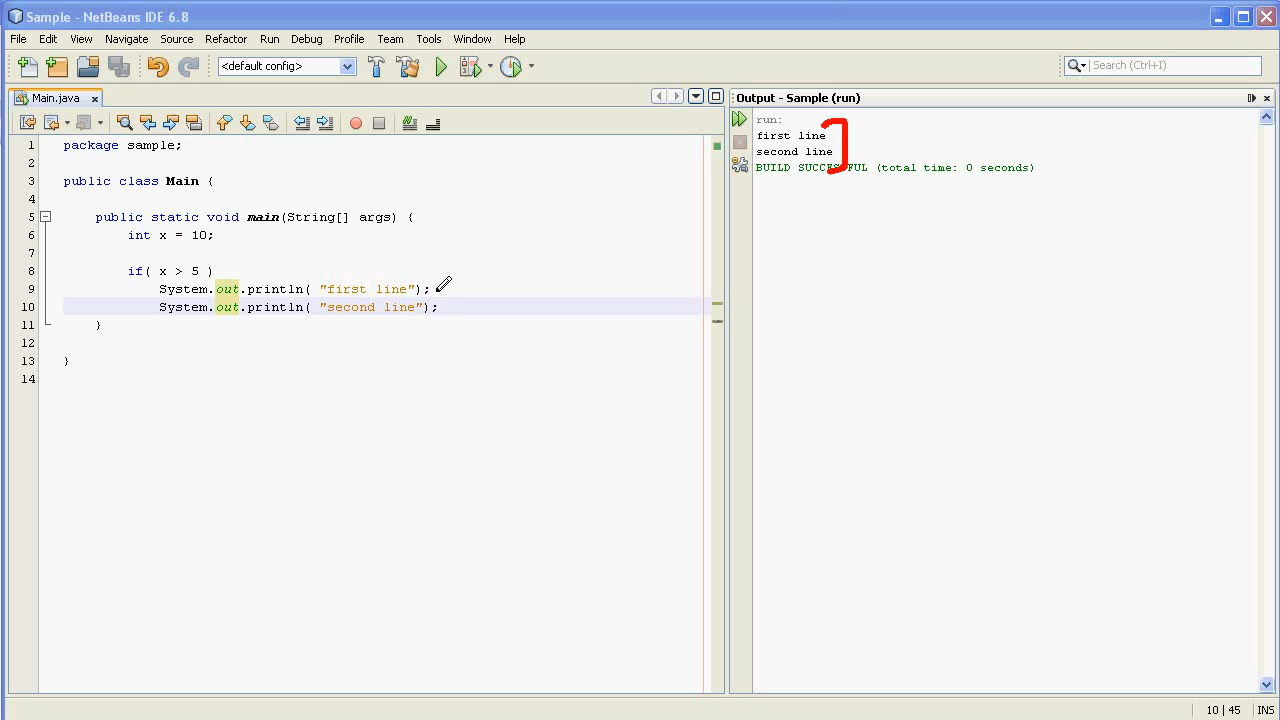 Sample - NetBeans IDE 6.8
File Edit View Navigate Source Refactor Run Debug Profile Team Tools Window Help
<default config>
Search (Ctrl+I)
Main.java
1 package sample;
2
3 public class Main {
4
5 public static void main(String[] args) {
6 int x = 10;
7
8 if( x > 5 )
9 System.out.println( "first line");
10 System.out.println( "second line");
11 }
12
13 }
14
Output - Sample (run)
run:
first line
second line
BUILD SUCCESSFUL (total time: 0 seconds)
10 | 45 INS